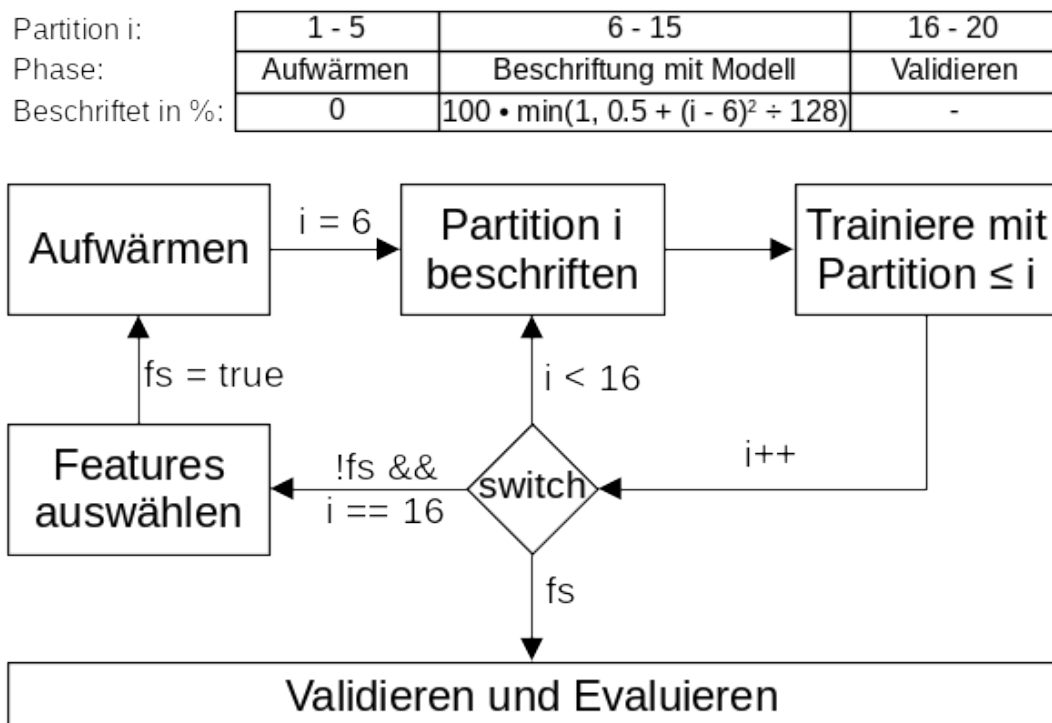 Partition i: 1 - 5 6 - 15 16 - 20
Phase: Aufwärmen Beschriftung mit Modell Validieren
Beschriftet in %: 0 100 • min(1, 0.5 + (i - 6)² ÷ 128) -
Aufwärmen
i = 6
Partition i
beschriften
Trainiere mit
Partition ≤ i
fs = true
i < 16
i++
Features
auswählen
!fs &&
i == 16
switch
fs
Validieren und Evaluieren